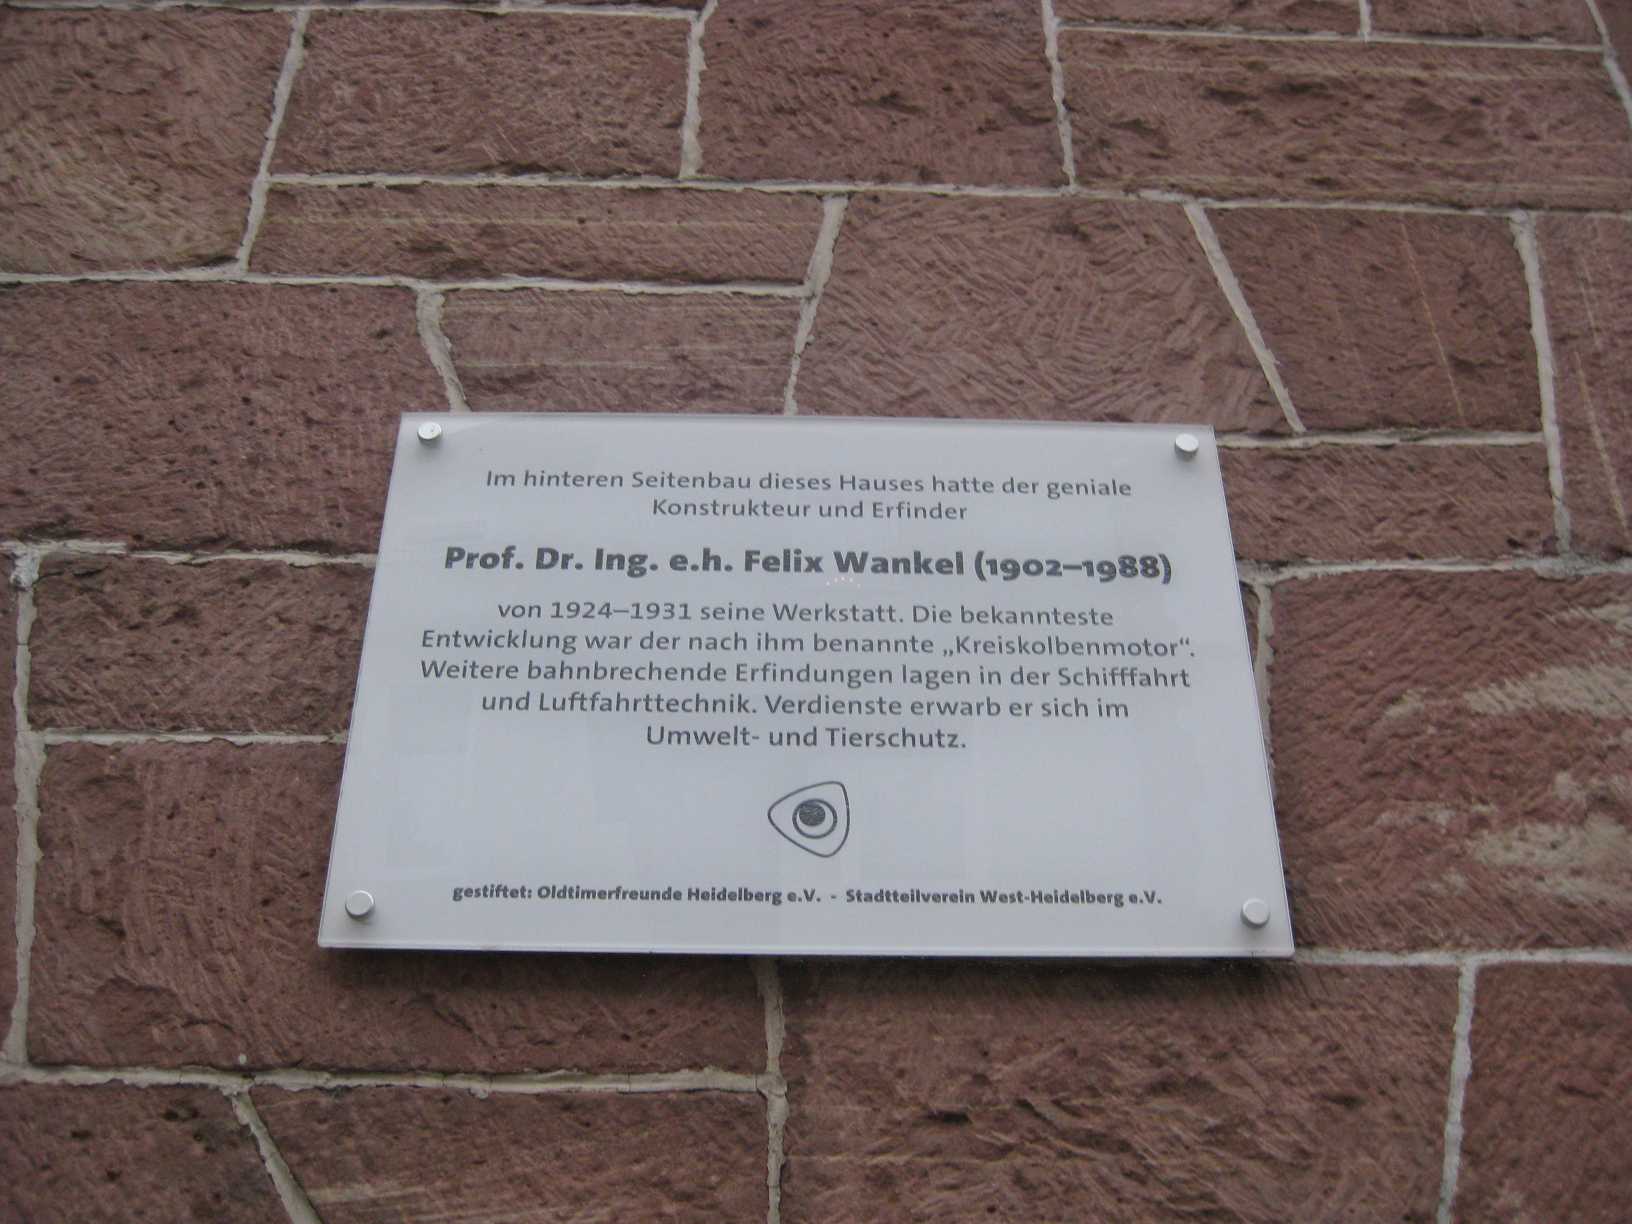 Im hinteren Seitenbau dieses Hauses hatte der geniale
Konstrukteur und Erfinder
Prof. Dr. Ing. e.h. Felix Wankel (1902–1988)
von 1924–1931 seine Werkstatt. Die bekannteste
Entwicklung war der nach ihm benannte „Kreiskolbenmotor“.
Weitere bahnbrechende Erfindungen lagen in der Schifffahrt
und Luftfahrttechnik. Verdienste erwarb er sich im
Umwelt- und Tierschutz.
gestiftet: Oldtimerfreunde Heidelberg e.V. - Stadtteilverein West-Heidelberg e.V.